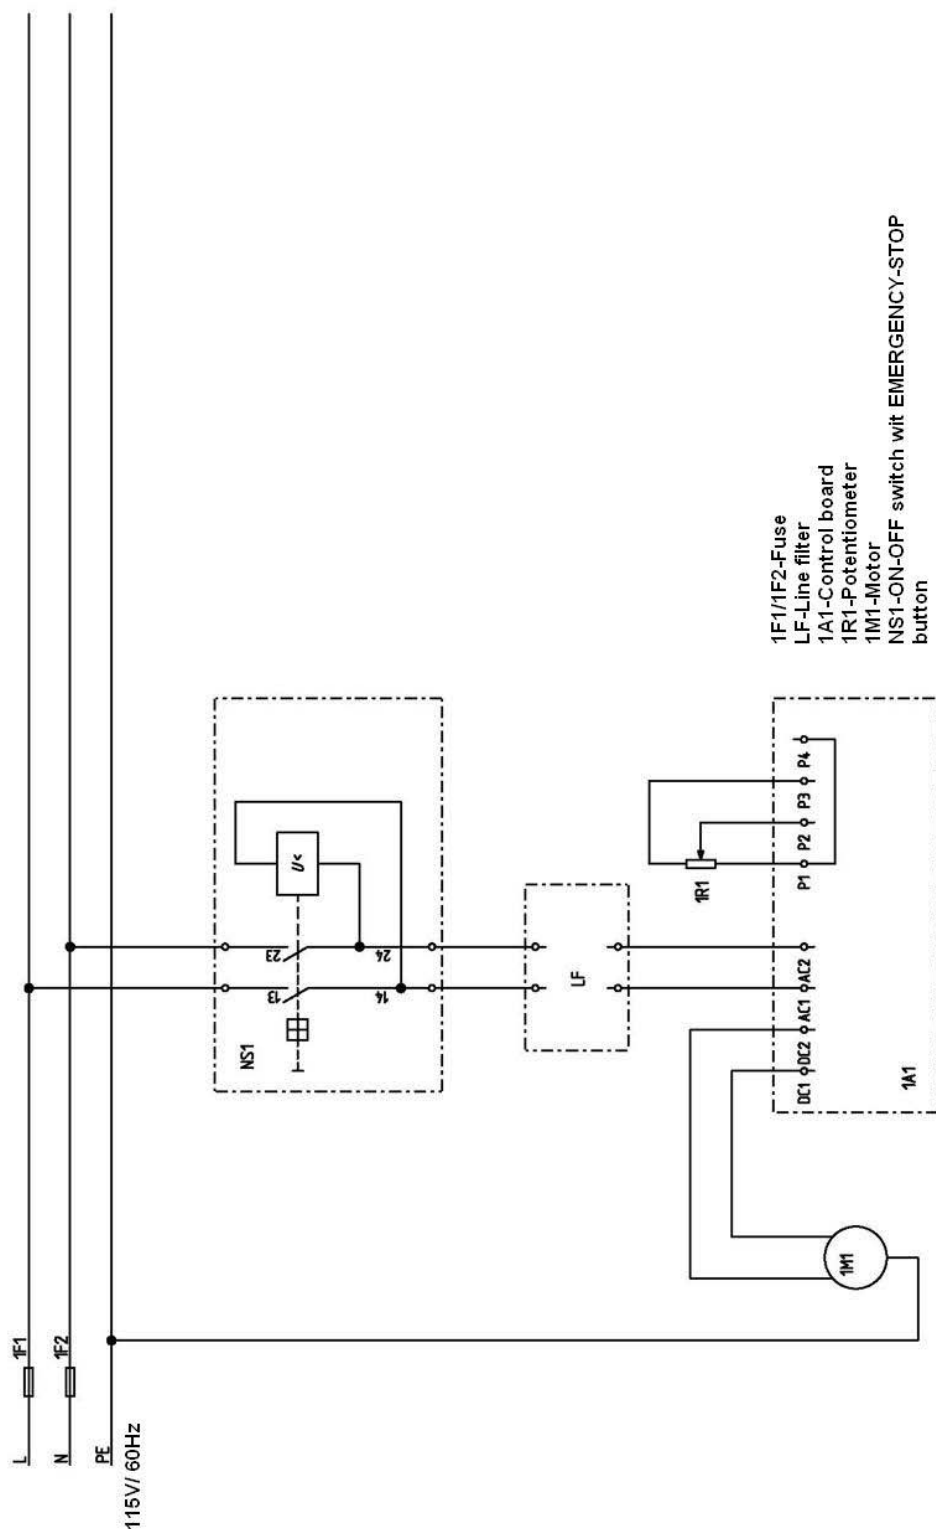 L
1F1
N
1F2
PE
115V/ 60Hz
NS1
13
23
U<
14
24
LF
1R1
DC1
DC2
AC1
AC2
P1
P2
P3
P4
1A1
1M1
1F1/1F2-Fuse
LF-Line filter
1A1-Control board
1R1-Potentiometer
1M1-Motor
NS1-ON-OFF switch wit EMERGENCY-STOP
button